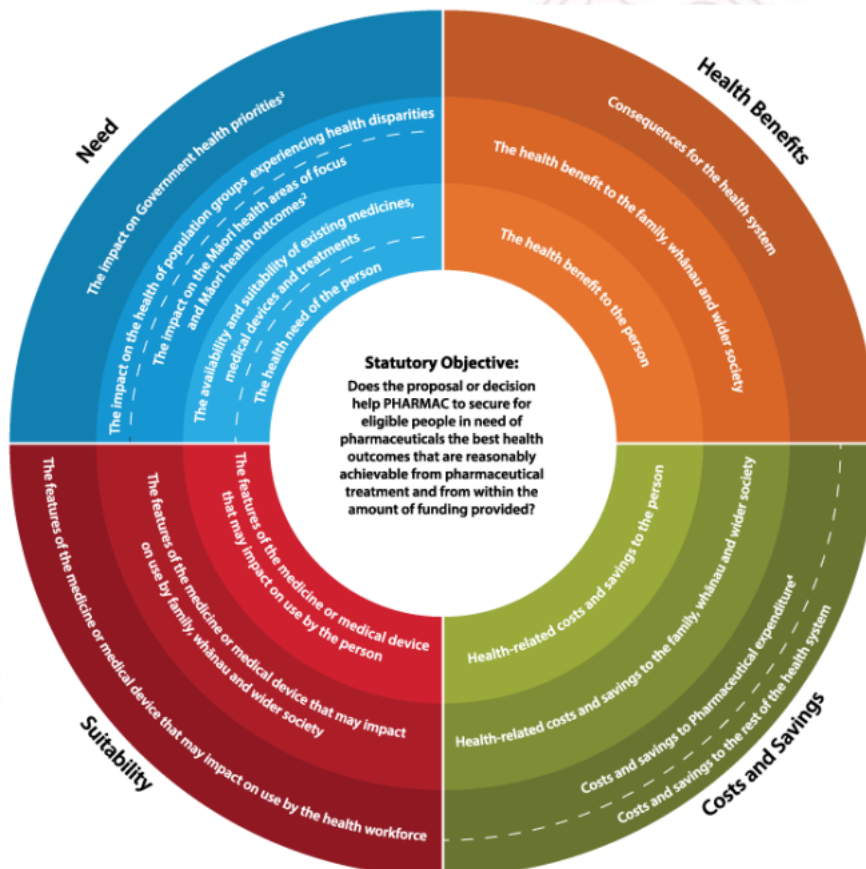 Need
The impact on Government health priorities³
The impact on the health of population groups experiencing health disparities
The impact on the Māori health areas of focus
and Māori health outcomes²
The availability and suitability of existing medicines,
medical devices and treatments
The health need of the person
Health Benefits
Consequences for the health system
The health benefit to the family, whānau and wider society
The health benefit to the person
Statutory Objective:
Does the proposal or decision
help PHARMAC to secure for
eligible people in need of
pharmaceuticals the best health
outcomes that are reasonably
achievable from pharmaceutical
treatment and from within the
amount of funding provided?
The features of the medicine or medical device
that may impact on use by the person
The features of the medicine or medical device that may impact
on use by family, whānau and wider society
The features of the medicine or medical device that may impact on use by the health workforce
Suitability
Health-related costs and savings to the person
Health-related costs and savings to the family, whānau and wider society
Costs and savings to Pharmaceutical expenditure⁴
Costs and savings to the rest of the health system
Costs and Savings